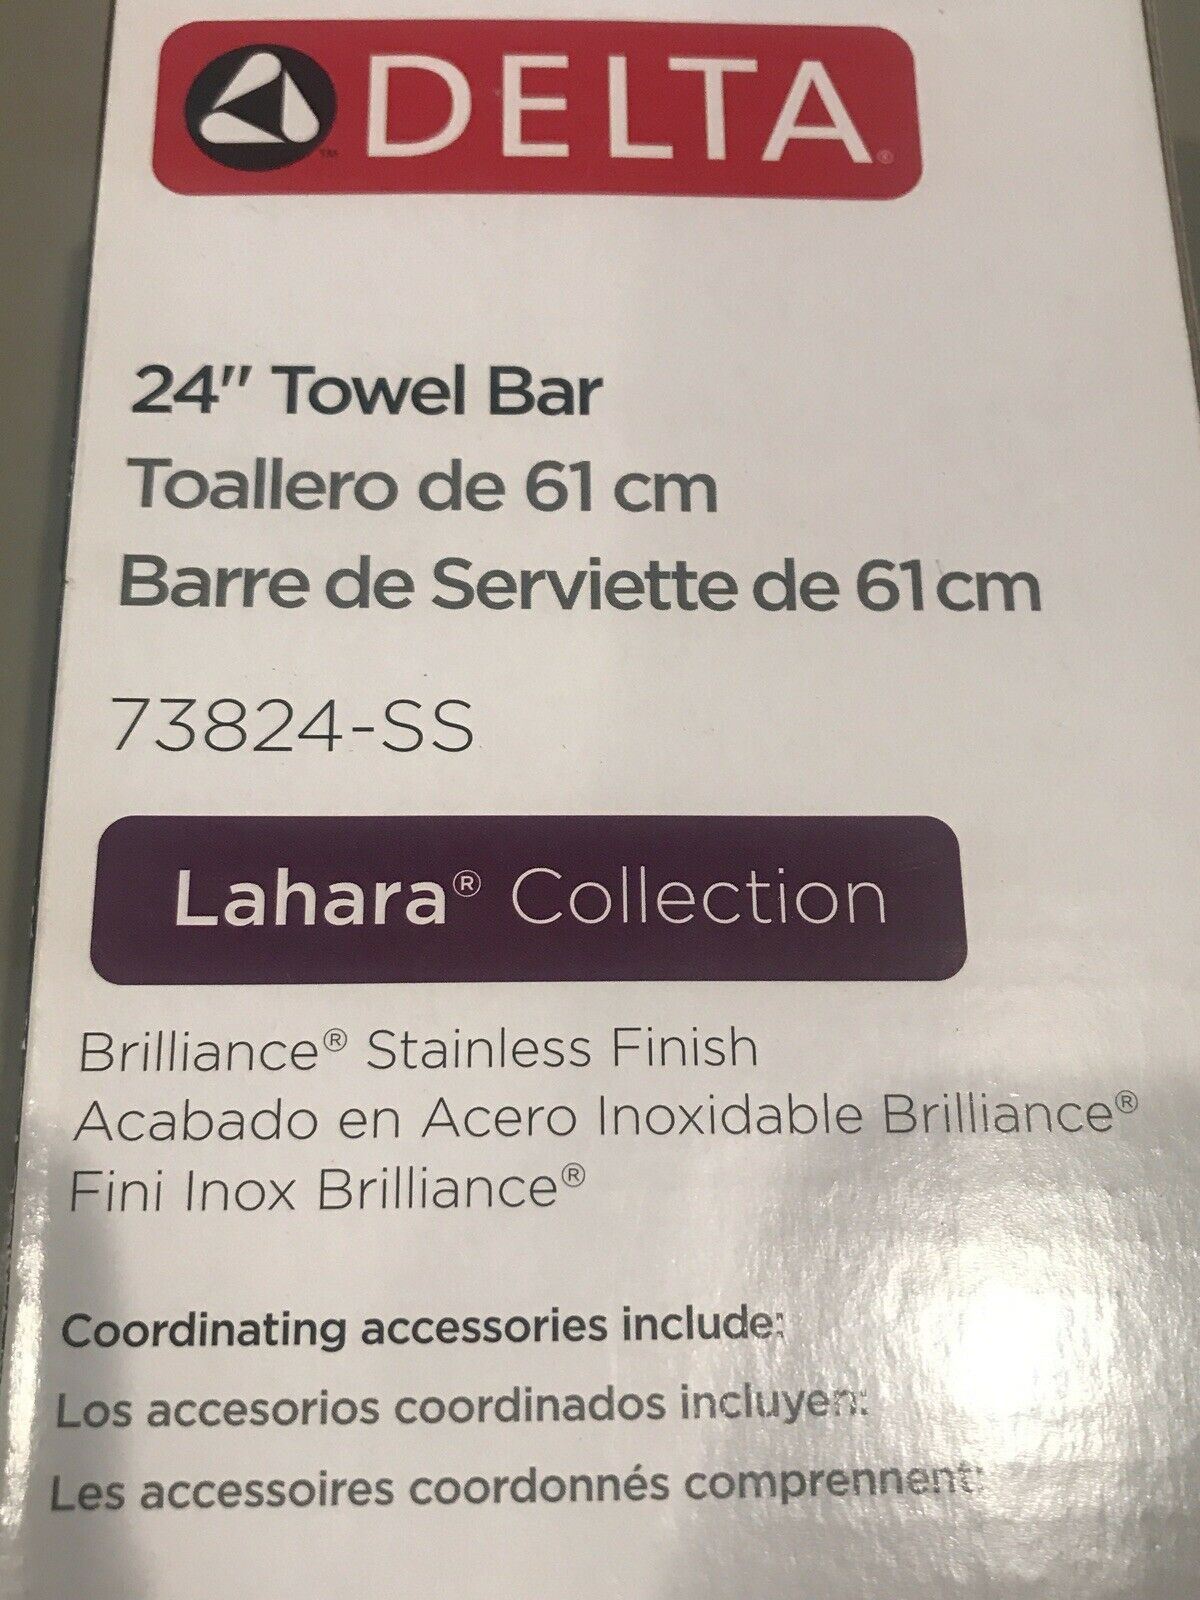 DELTA®
24" Towel Bar
Toallero de 61 cm
Barre de Serviette de 61 cm
73824-SS
Lahara® Collection
Brilliance® Stainless Finish
Acabado en Acero Inoxidable Brilliance®
Fini Inox Brilliance®
Coordinating accessories include:
Los accesorios coordinados incluyen:
Les accessoires coordonnés comprennent: